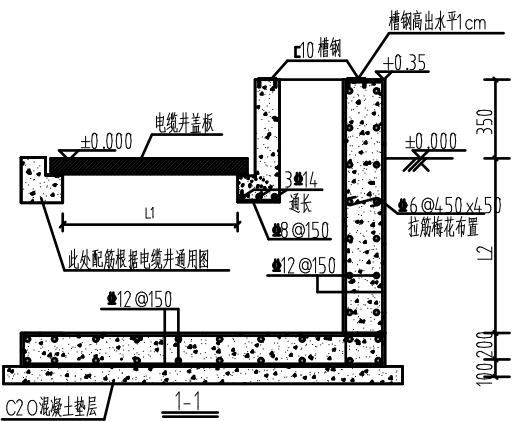 槽钢高出水平1cm
⊏10 槽钢
+0.35
电缆井盖板
±0.000
±0.000
350
3⌀14
通长
L1
⌀6@450x450
拉筋梅花布置
⌀8@150
L2
此处配筋根据电缆井通用图
⌀12@150
⌀12@150
200
100
C20混凝土垫层
1-1